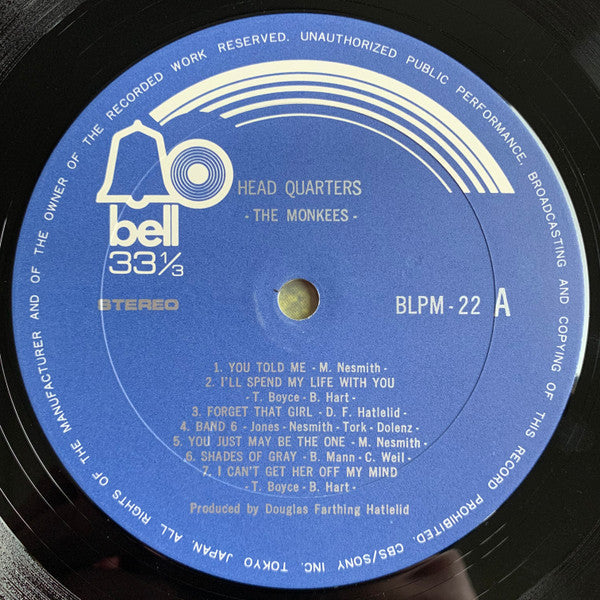 ALL RIGHTS OF THE MANUFACTURER AND OF THE OWNER OF THE RECORDED WORK RESERVED. UNAUTHORIZED PUBLIC PERFORMANCE, BROADCASTING AND COPYING OF THIS RECORD PROHIBITED. CBS/SONY INC. TOKYO JAPAN.
bell
33 1/3
STEREO
HEAD QUARTERS
- THE MONKEES -
BLPM - 22 A
1. YOU TOLD ME - M. Nesmith -
2. I'LL SPEND MY LIFE WITH YOU
- T. Boyce - B. Hart -
3. FORGET THAT GIRL - D. F. Hatlelid -
4. BAND 6 - Jones - Nesmith - Tork - Dolenz -
5. YOU JUST MAY BE THE ONE - M. Nesmith -
6. SHADES OF GRAY - B. Mann - C. Weil -
7. I CAN'T GET HER OFF MY MIND
- T. Boyce - B. Hart -
Produced by Douglas Farthing Hatlelid